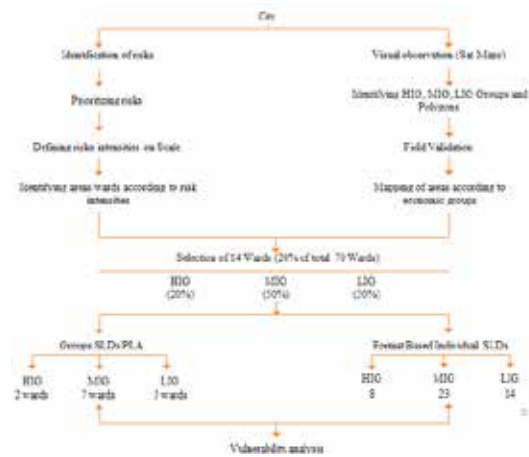 City
Identification of risks
Visual observation (Sat Maps)
Prioritizing risks
Identifying HIG, MIG, LIG Groups and
Polygons
Defining risks intensities on Scale
Field Validation
Identifying areas wards according to risk
intensities
Mapping of areas according to
economic groups
Selection of 14 Wards (20% of total 70 Wards)
HIG
(20%)
MIG
(50%)
LIG
(30%)
Groups SLDs PLA
Format Based Individual SLDs
HIG
2 wards
MIG
7 wards
LIG
wards
HIG
8
MIG
23
LIG
14
Vulnerability analysis